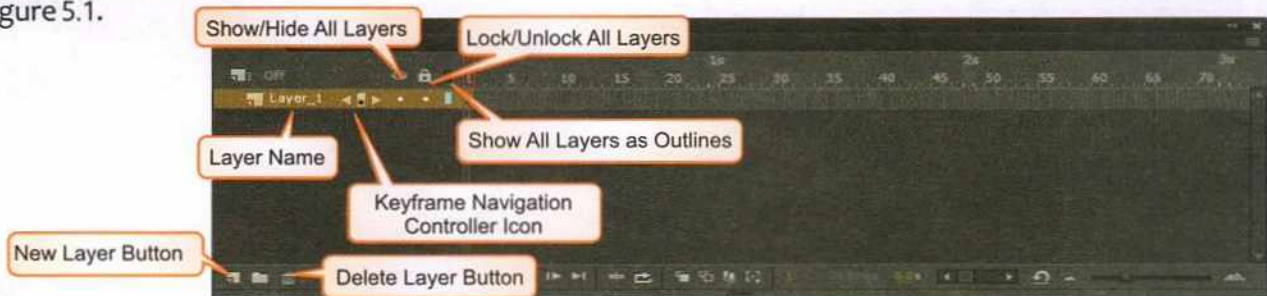 gure 5.1.
Show/Hide All Layers
Lock/Unlock All Layers
1s 2s 3s
Off
1 5 10 15 20 25 30 35 40 45 50 55 60 65 70
Layer_1
Show All Layers as Outlines
Layer Name
Keyframe Navigation
Controller Icon
New Layer Button
Delete Layer Button